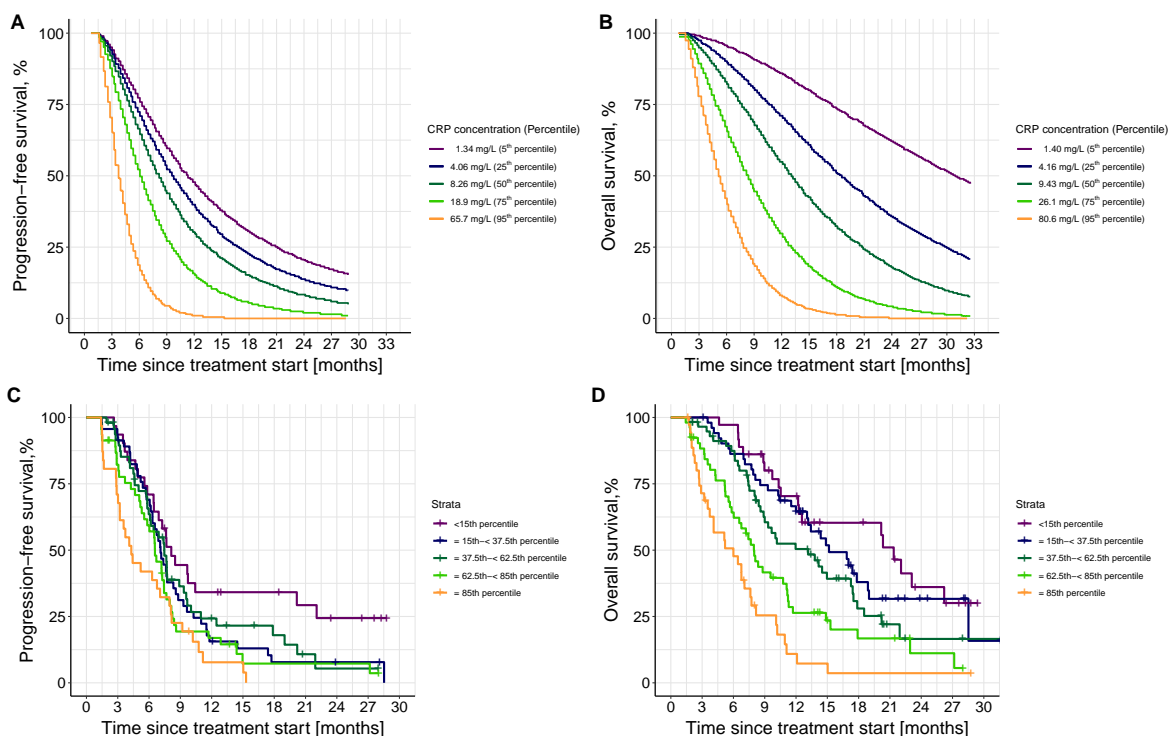 A
Progression−free survival, %
100
75
50
25
0
0 3 6 9 12 15 18 21 24 27 30 33
Time since treatment start [months]
CRP concentration (Percentile)
1.34 mg/L (5th percentile)
4.06 mg/L (25th percentile)
8.26 mg/L (50th percentile)
18.9 mg/L (75th percentile)
65.7 mg/L (95th percentile)
B
Overall survival, %
100
75
50
25
0
0 3 6 9 12 15 18 21 24 27 30 33
Time since treatment start [months]
CRP concentration (Percentile)
1.40 mg/L (5th percentile)
4.16 mg/L (25th percentile)
9.43 mg/L (50th percentile)
26.1 mg/L (75th percentile)
80.6 mg/L (95th percentile)
C
Progression−free survival,%
100
75
50
25
0
0 3 6 9 12 15 18 21 24 27 30
Time since treatment start [months]
Strata
<15th percentile
= 15th−< 37.5th percentile
= 37.5th−< 62.5th percentile
= 62.5th−< 85th percentile
= 85th percentile
D
Overall survival,%
100
75
50
25
0
0 3 6 9 12 15 18 21 24 27 30
Time since treatment start [months]
Strata
<15th percentile
= 15th−< 37.5th percentile
= 37.5th−< 62.5th percentile
= 62.5th−< 85th percentile
= 85th percentile